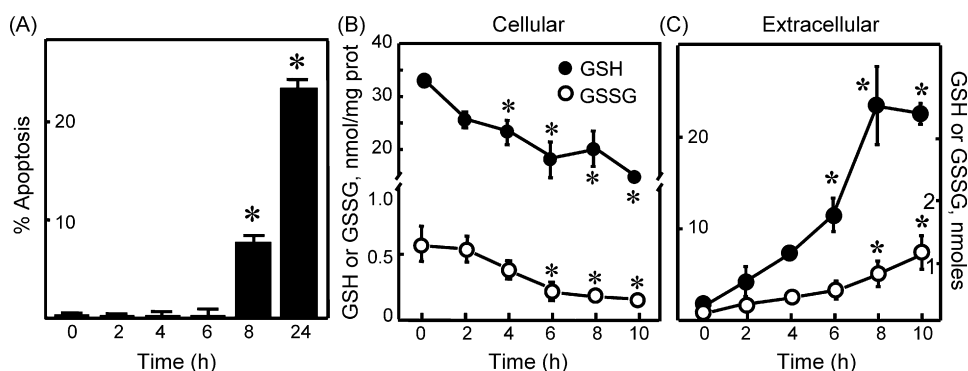 (A)
% Apoptosis
20
10
*
*
0 2 4 6 8 24
Time (h)
(B)
Cellular
GSH or GSSG, nmol/mg prot
40
30
20
1.0
0.5
0
GSH
GSSG
* * * *
* * *
0 2 4 6 8 10
Time (h)
(C)
Extracellular
20
10
* * *
* *
2
1
GSH or GSSG, nmoles
0 2 4 6 8 10
Time (h)